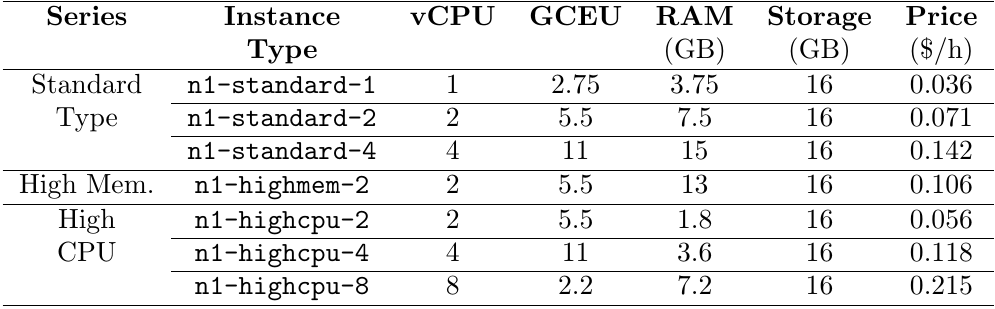 Series Instance vCPU GCEU RAM Storage Price
Type (GB) (GB) ($/h)
Standard n1-standard-1 1 2.75 3.75 16 0.036
Type n1-standard-2 2 5.5 7.5 16 0.071
n1-standard-4 4 11 15 16 0.142
High Mem. n1-highmem-2 2 5.5 13 16 0.106
High n1-highcpu-2 2 5.5 1.8 16 0.056
CPU n1-highcpu-4 4 11 3.6 16 0.118
n1-highcpu-8 8 2.2 7.2 16 0.215